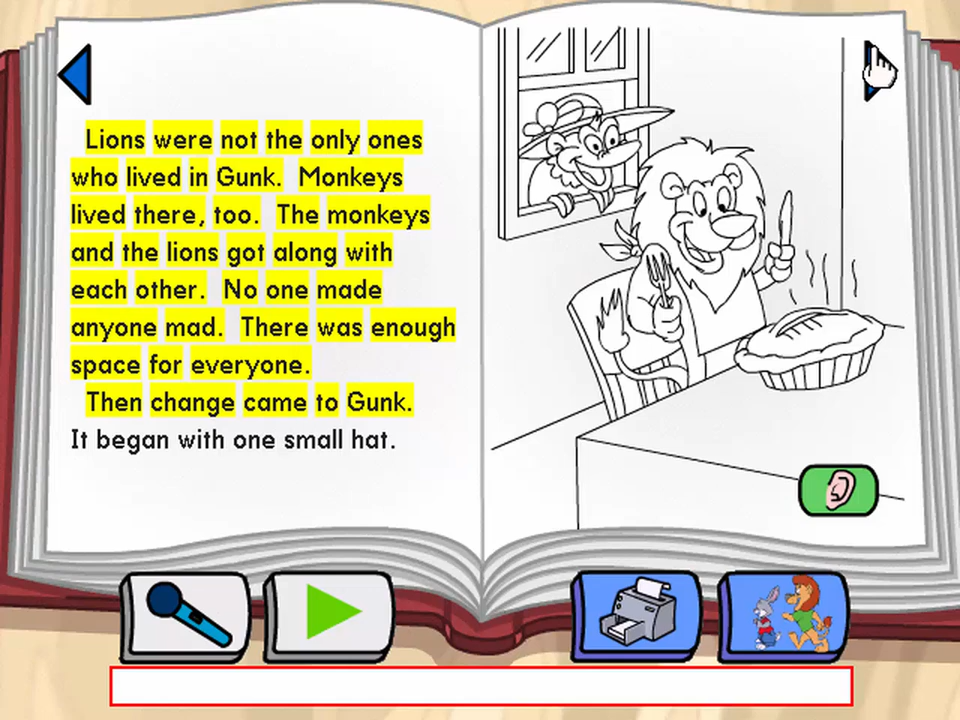 Lions were not the only ones
who lived in Gunk. Monkeys
lived there, too. The monkeys
and the lions got along with
each other. No one made
anyone mad. There was enough
space for everyone.
Then change came to Gunk.
It began with one small hat.